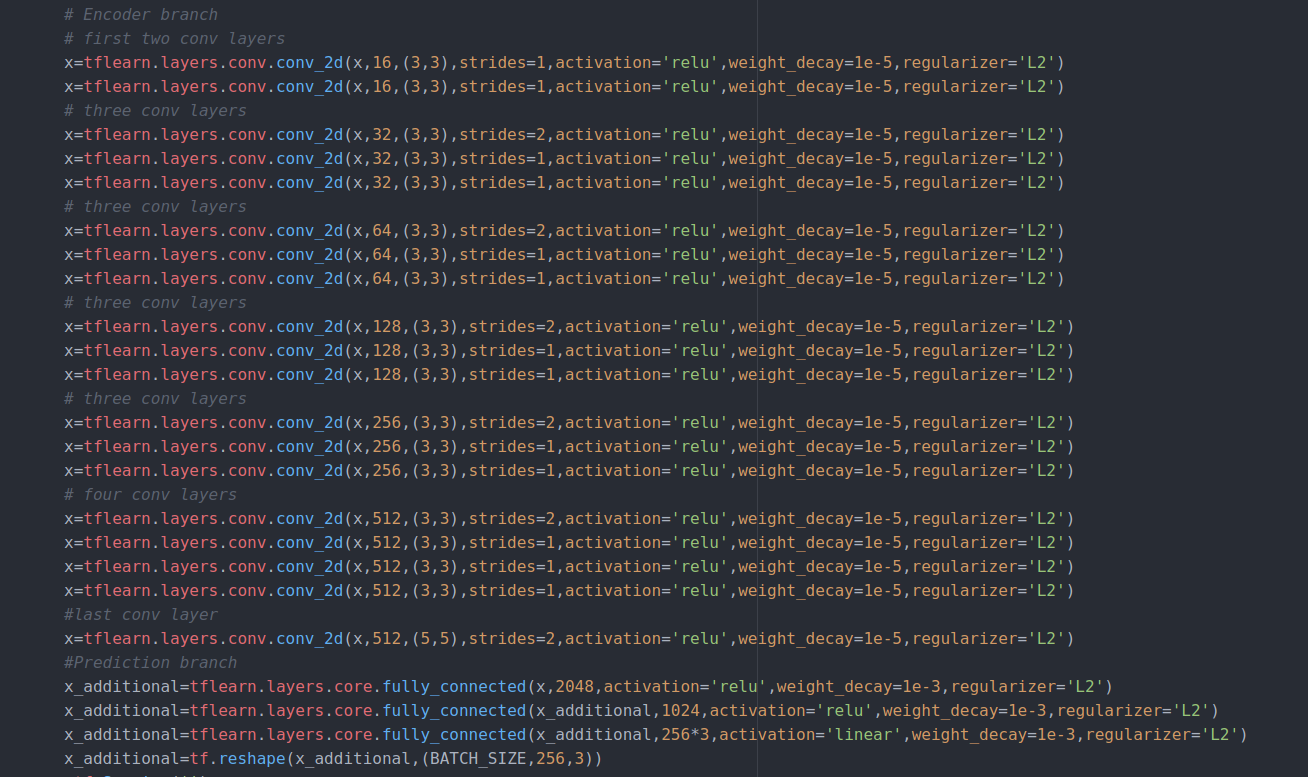 # Encoder branch
# first two conv layers
x=tflearn.layers.conv.conv_2d(x,16,(3,3),strides=1,activation='relu',weight_decay=1e-5,regularizer='L2')
x=tflearn.layers.conv.conv_2d(x,16,(3,3),strides=1,activation='relu',weight_decay=1e-5,regularizer='L2')
# three conv layers
x=tflearn.layers.conv.conv_2d(x,32,(3,3),strides=2,activation='relu',weight_decay=1e-5,regularizer='L2')
x=tflearn.layers.conv.conv_2d(x,32,(3,3),strides=1,activation='relu',weight_decay=1e-5,regularizer='L2')
x=tflearn.layers.conv.conv_2d(x,32,(3,3),strides=1,activation='relu',weight_decay=1e-5,regularizer='L2')
# three conv layers
x=tflearn.layers.conv.conv_2d(x,64,(3,3),strides=2,activation='relu',weight_decay=1e-5,regularizer='L2')
x=tflearn.layers.conv.conv_2d(x,64,(3,3),strides=1,activation='relu',weight_decay=1e-5,regularizer='L2')
x=tflearn.layers.conv.conv_2d(x,64,(3,3),strides=1,activation='relu',weight_decay=1e-5,regularizer='L2')
# three conv layers
x=tflearn.layers.conv.conv_2d(x,128,(3,3),strides=2,activation='relu',weight_decay=1e-5,regularizer='L2')
x=tflearn.layers.conv.conv_2d(x,128,(3,3),strides=1,activation='relu',weight_decay=1e-5,regularizer='L2')
x=tflearn.layers.conv.conv_2d(x,128,(3,3),strides=1,activation='relu',weight_decay=1e-5,regularizer='L2')
# three conv layers
x=tflearn.layers.conv.conv_2d(x,256,(3,3),strides=2,activation='relu',weight_decay=1e-5,regularizer='L2')
x=tflearn.layers.conv.conv_2d(x,256,(3,3),strides=1,activation='relu',weight_decay=1e-5,regularizer='L2')
x=tflearn.layers.conv.conv_2d(x,256,(3,3),strides=1,activation='relu',weight_decay=1e-5,regularizer='L2')
# four conv layers
x=tflearn.layers.conv.conv_2d(x,512,(3,3),strides=2,activation='relu',weight_decay=1e-5,regularizer='L2')
x=tflearn.layers.conv.conv_2d(x,512,(3,3),strides=1,activation='relu',weight_decay=1e-5,regularizer='L2')
x=tflearn.layers.conv.conv_2d(x,512,(3,3),strides=1,activation='relu',weight_decay=1e-5,regularizer='L2')
x=tflearn.layers.conv.conv_2d(x,512,(3,3),strides=1,activation='relu',weight_decay=1e-5,regularizer='L2')
#last conv layer
x=tflearn.layers.conv.conv_2d(x,512,(5,5),strides=2,activation='relu',weight_decay=1e-5,regularizer='L2')
#Prediction branch
x_additional=tflearn.layers.core.fully_connected(x,2048,activation='relu',weight_decay=1e-3,regularizer='L2')
x_additional=tflearn.layers.core.fully_connected(x_additional,1024,activation='relu',weight_decay=1e-3,regularizer='L2')
x_additional=tflearn.layers.core.fully_connected(x_additional,256*3,activation='linear',weight_decay=1e-3,regularizer='L2')
x_additional=tf.reshape(x_additional,(BATCH_SIZE,256,3))